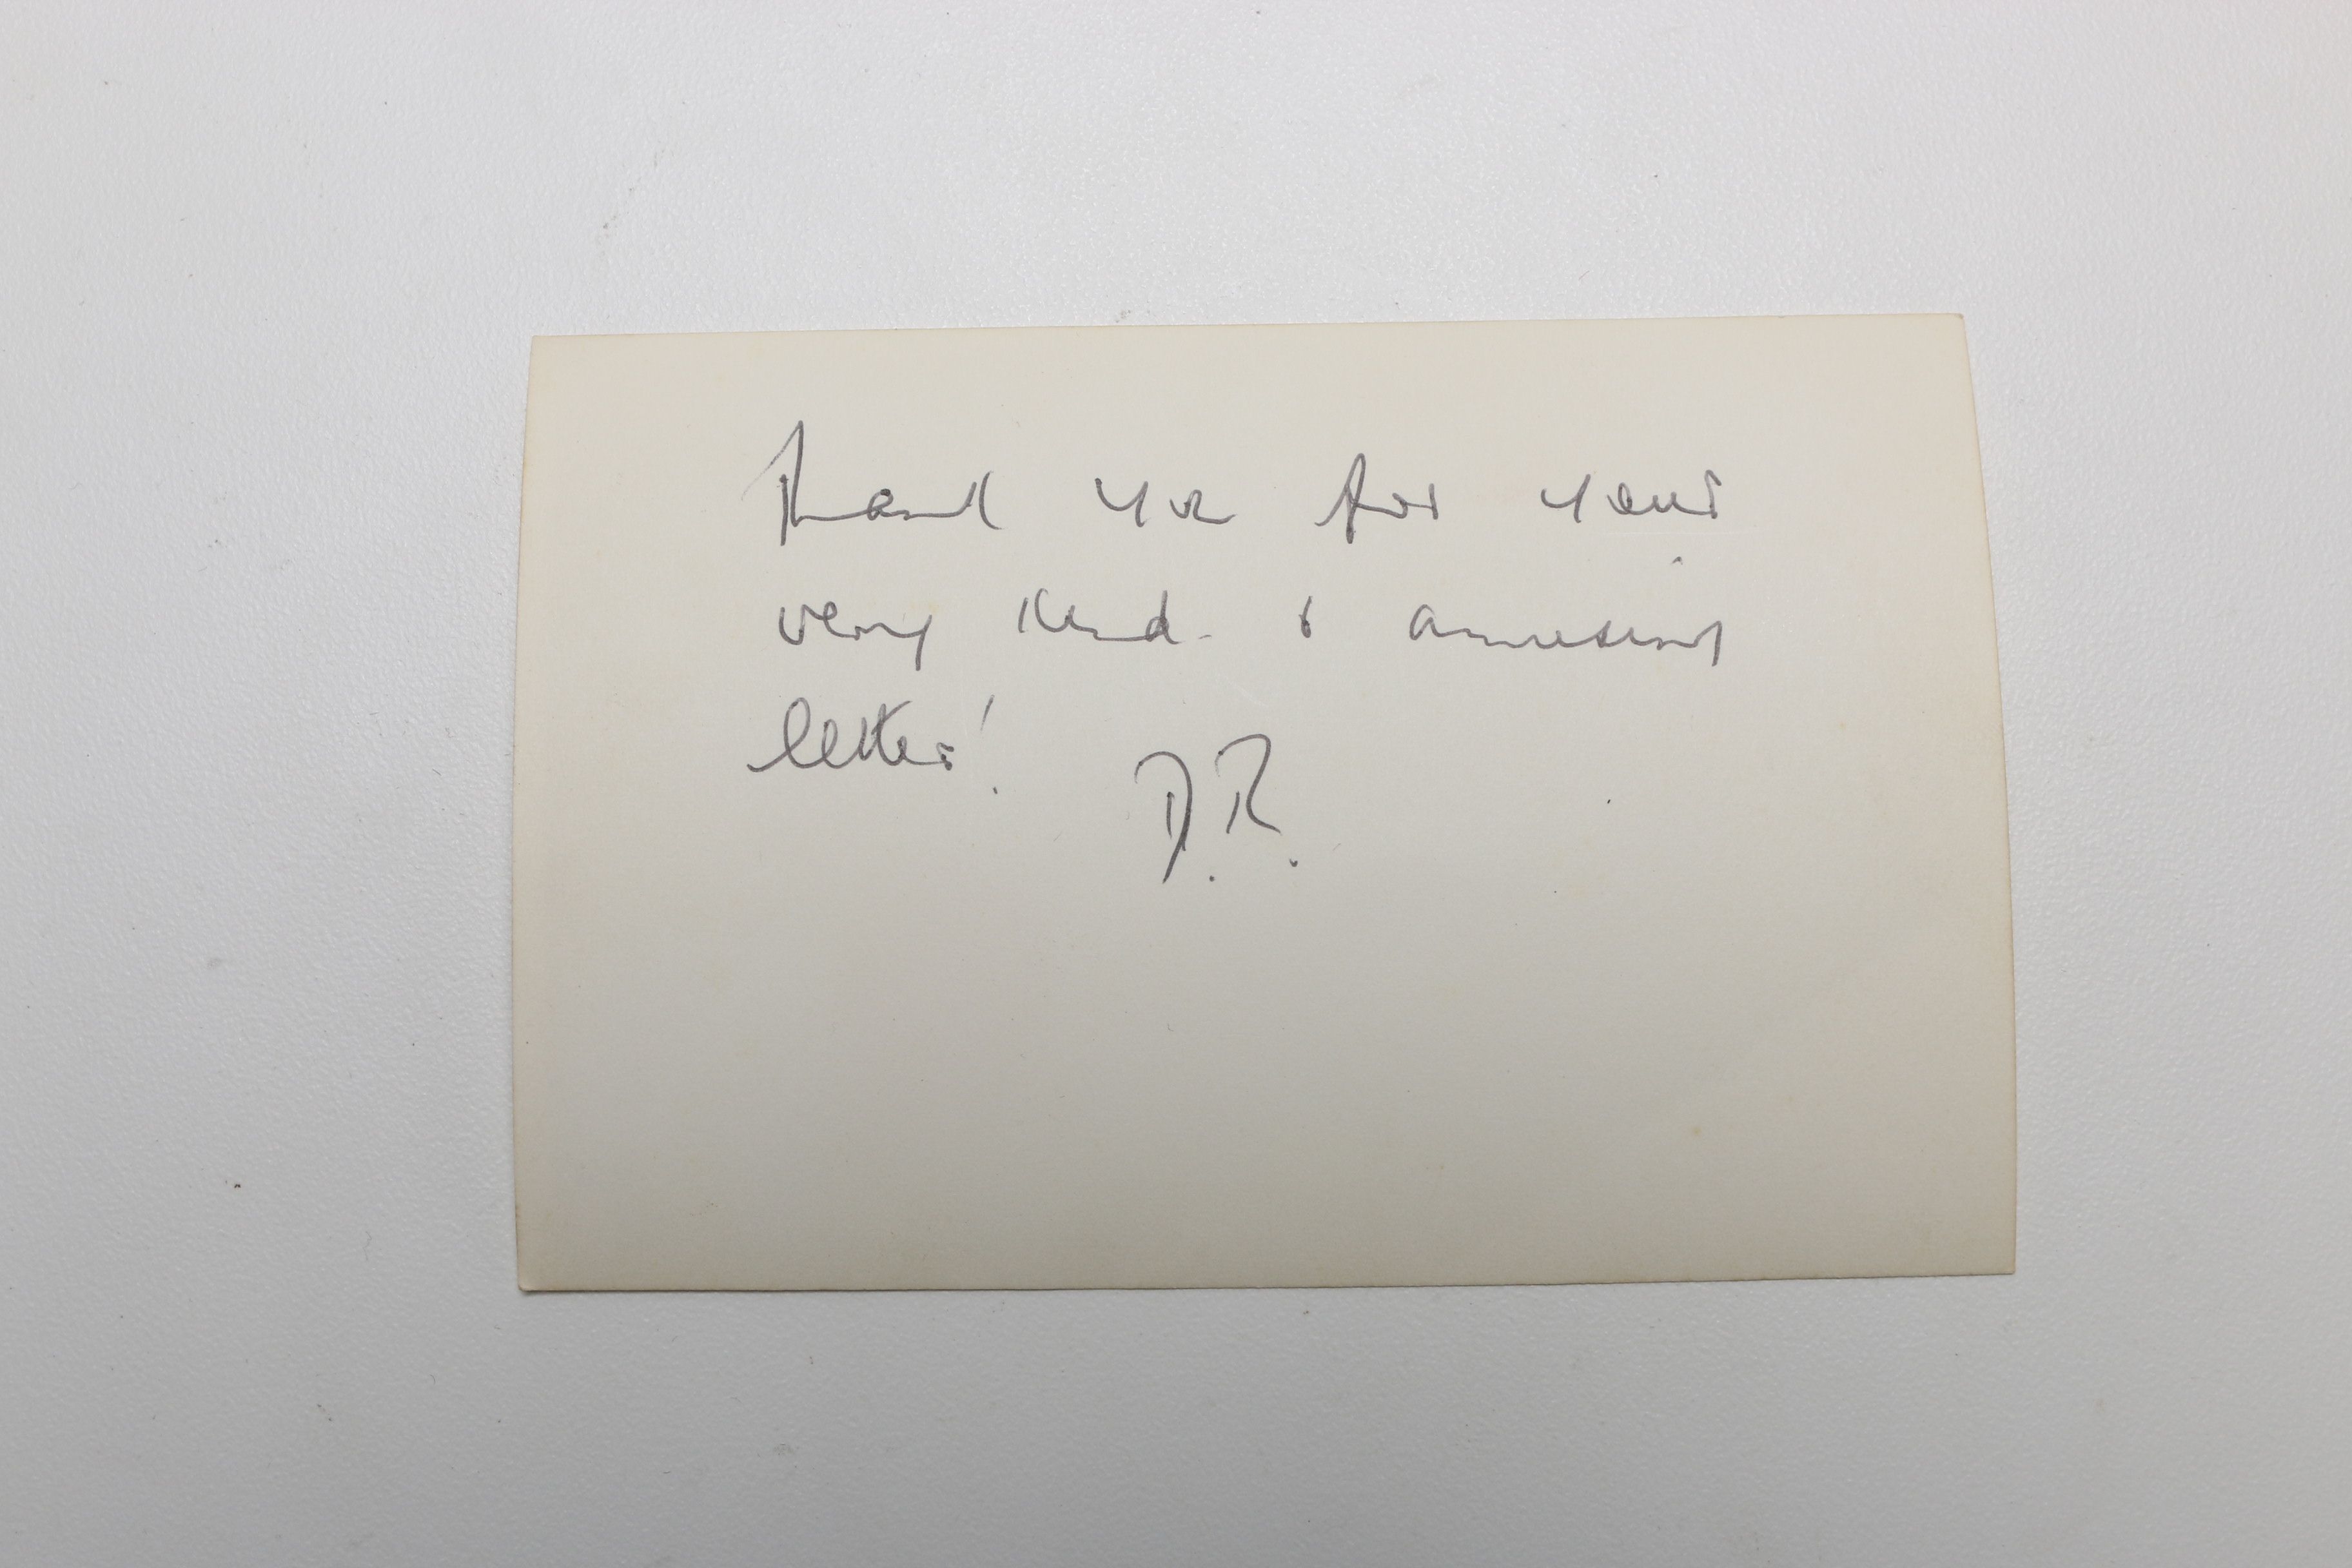 Thank you for your
very kind & amusing
letter!
D.R.